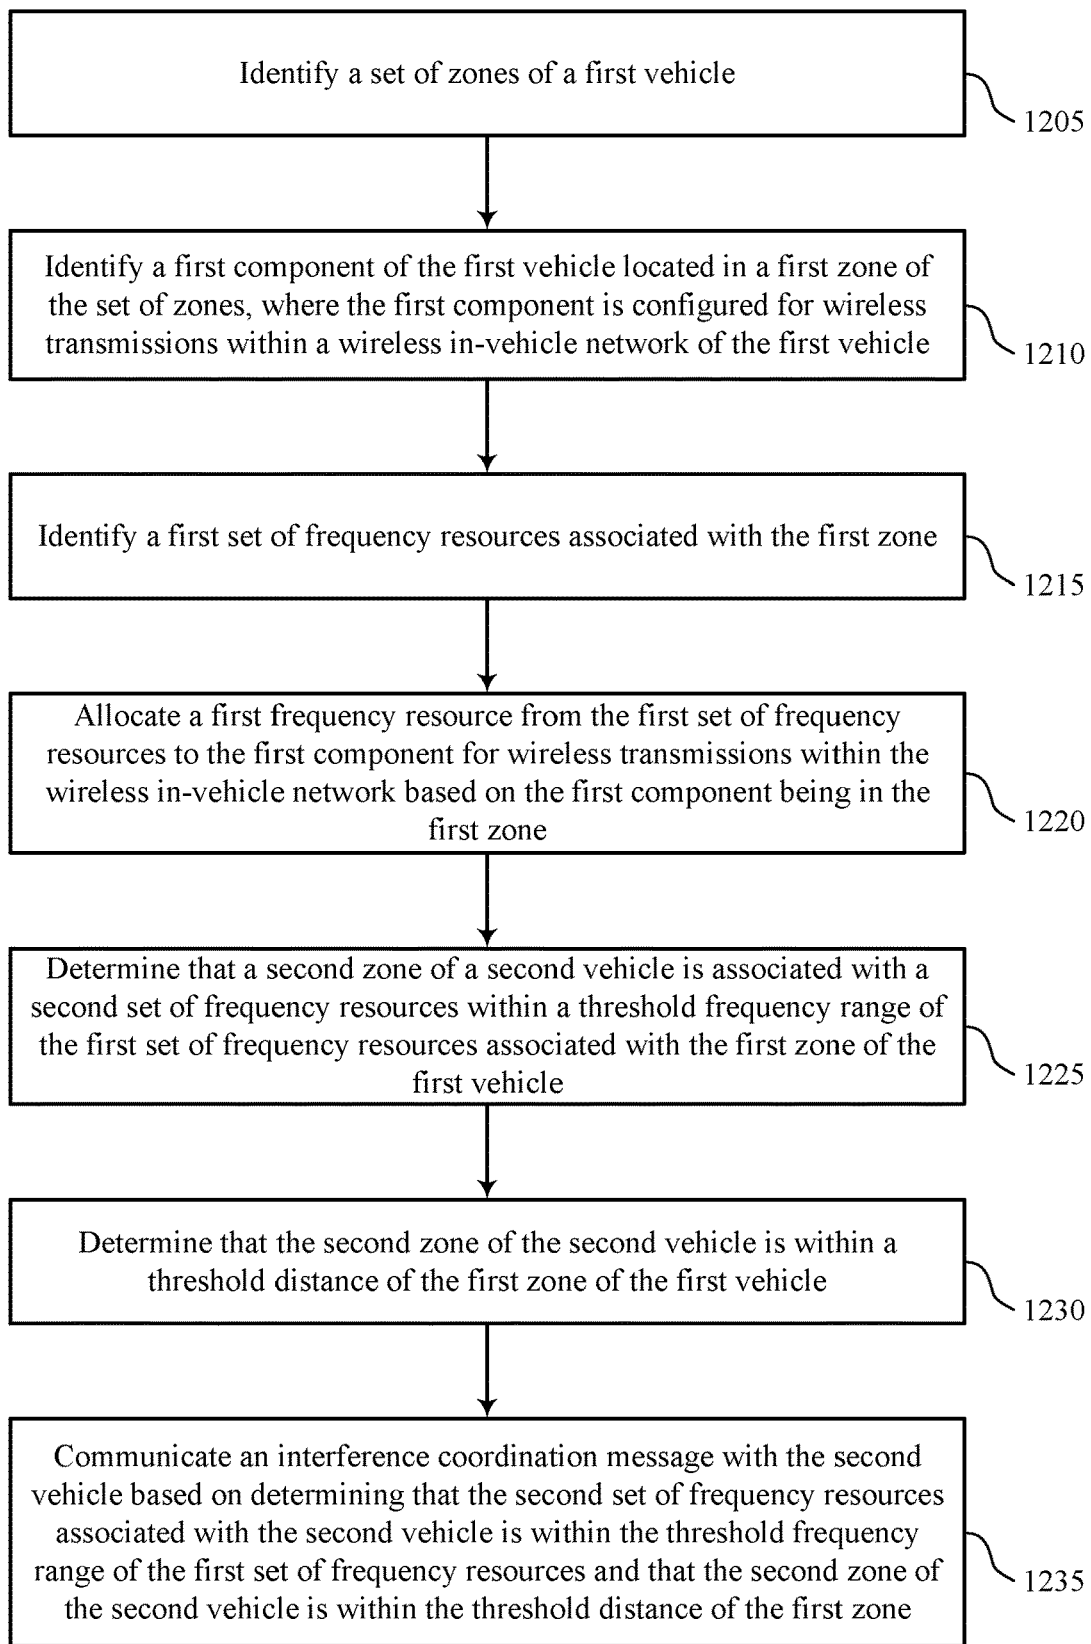 Identify a set of zones of a first vehicle
1205
Identify a first component of the first vehicle located in a first zone of
the set of zones, where the first component is configured for wireless
transmissions within a wireless in-vehicle network of the first vehicle
1210
Identify a first set of frequency resources associated with the first zone
1215
Allocate a first frequency resource from the first set of frequency
resources to the first component for wireless transmissions within the
wireless in-vehicle network based on the first component being in the
first zone
1220
Determine that a second zone of a second vehicle is associated with a
second set of frequency resources within a threshold frequency range of
the first set of frequency resources associated with the first zone of the
first vehicle
1225
Determine that the second zone of the second vehicle is within a
threshold distance of the first zone of the first vehicle
1230
Communicate an interference coordination message with the second
vehicle based on determining that the second set of frequency resources
associated with the second vehicle is within the threshold frequency
range of the first set of frequency resources and that the second zone of
the second vehicle is within the threshold distance of the first zone
1235